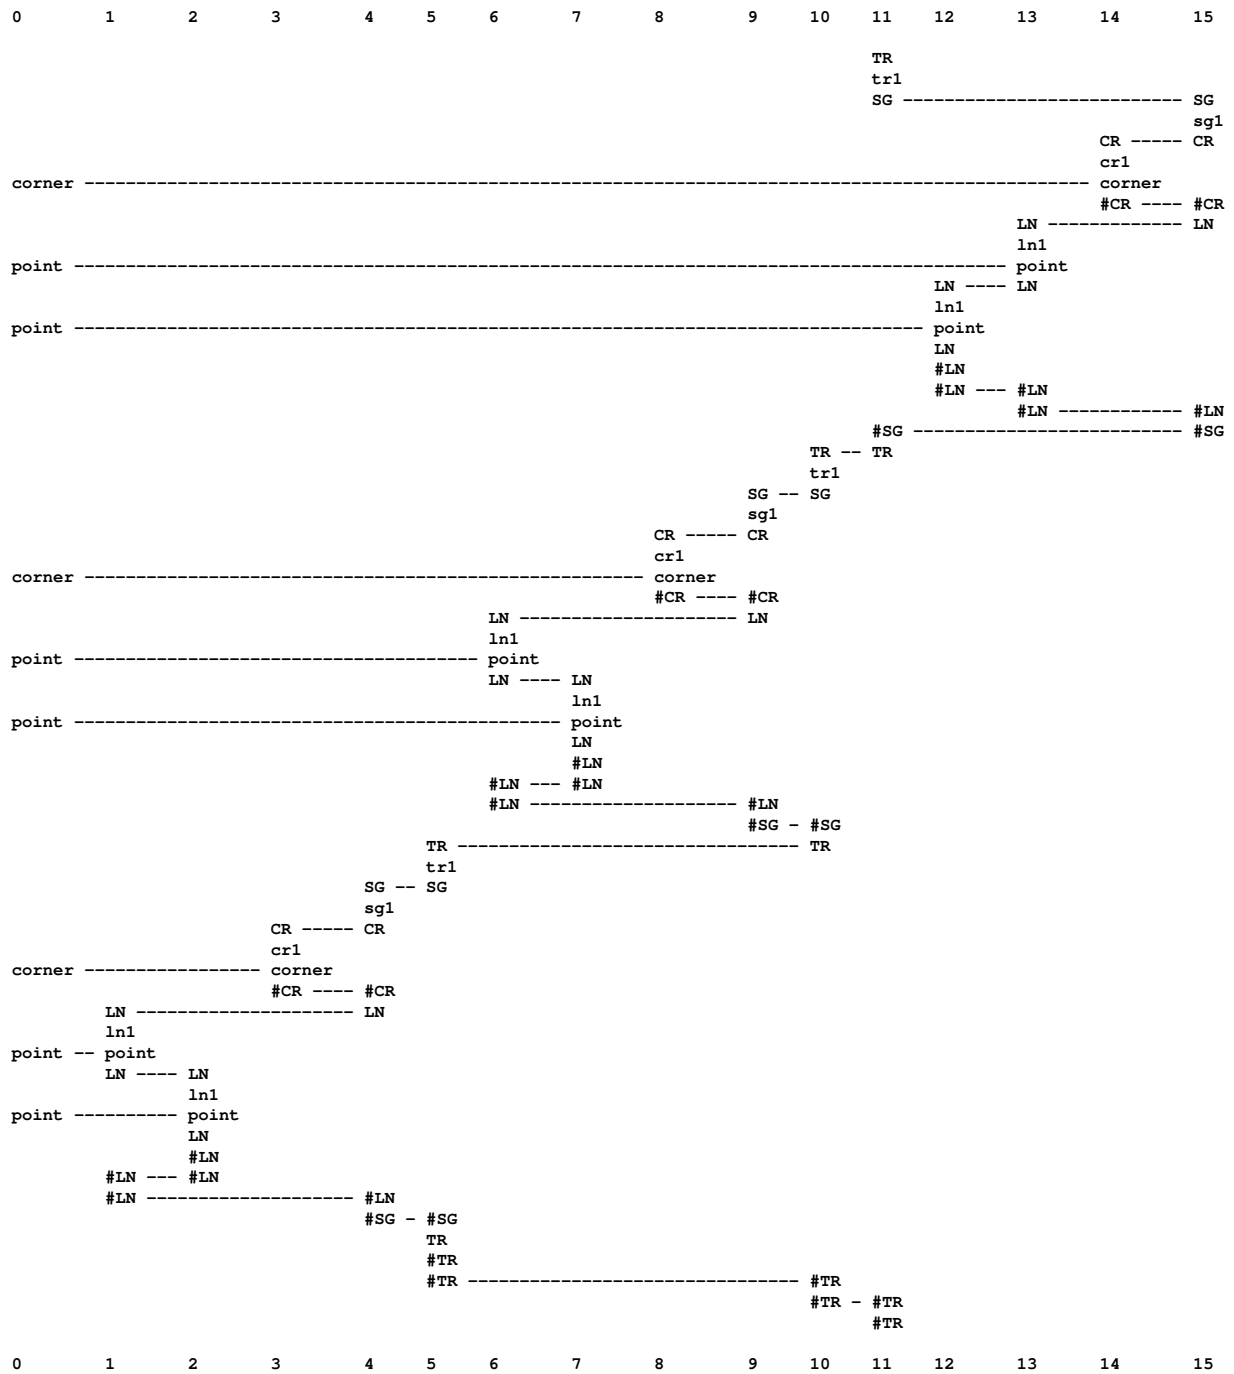 0 1 2 3 4 5 6 7 8 9 10 11 12 13 14 15
TR
tr1
SG --------------------------- SG
sg1
CR ----- CR
cr1
corner ------------------------------------------------------------------------------------------------- corner
#CR ---- #CR
LN ------------- LN
ln1
point ------------------------------------------------------------------------------------------ point
LN ---- LN
ln1
point ---------------------------------------------------------------------------------- point
LN
#LN
#LN --- #LN
#LN ------------ #LN
#SG -------------------------- #SG
TR -- TR
tr1
SG -- SG
sg1
CR ----- CR
cr1
corner ------------------------------------------------------ corner
#CR ---- #CR
LN --------------------- LN
ln1
point --------------------------------------- point
LN ---- LN
ln1
point ----------------------------------------------- point
LN
#LN
#LN --- #LN
#LN -------------------- #LN
#SG - #SG
TR --------------------------------- TR
tr1
SG -- SG
sg1
CR ----- CR
cr1
corner ----------------- corner
#CR ---- #CR
LN --------------------- LN
ln1
point -- point
LN ---- LN
ln1
point ---------- point
LN
#LN
#LN --- #LN
#LN -------------------- #LN
#SG - #SG
TR
#TR
#TR -------------------------------- #TR
#TR - #TR
#TR
0 1 2 3 4 5 6 7 8 9 10 11 12 13 14 15